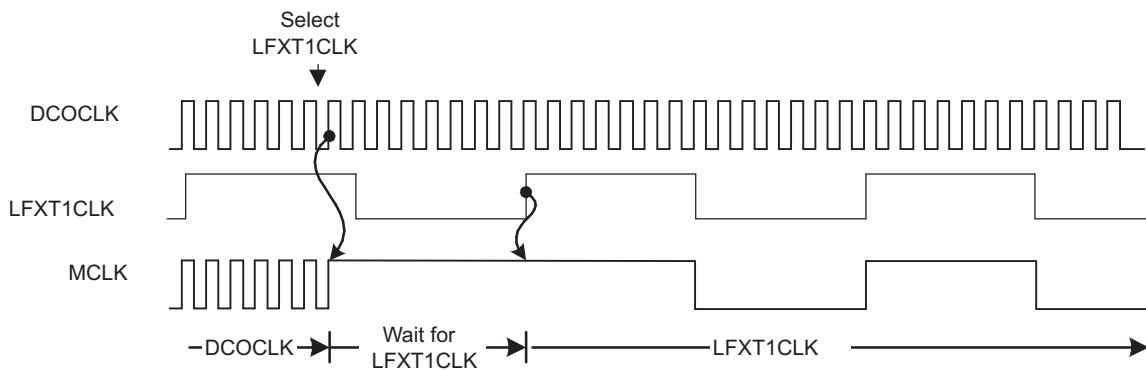 Select
LFXT1CLK
DCOCLK
LFXT1CLK
MCLK
DCOCLK
Wait for
LFXT1CLK
LFXT1CLK